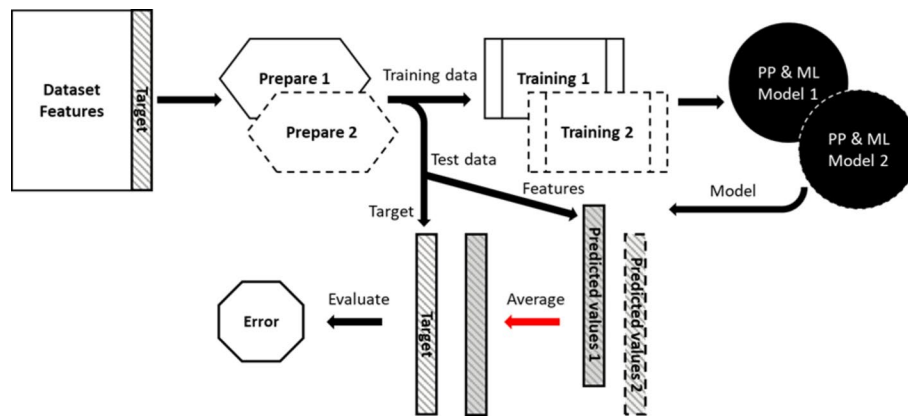 Dataset
Features
Target
Prepare 1
Prepare 2
Training data
Training 1
Training 2
PP & ML
Model 1
PP & ML
Model 2
Test data
Features
Model
Target
Predicted values 1
Predicted values 2
Average
Target
Evaluate
Error